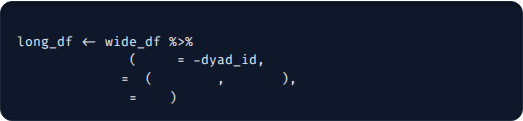 long_df <- wide_df %>%
( = -dyad_id,
= ( , ),
= )